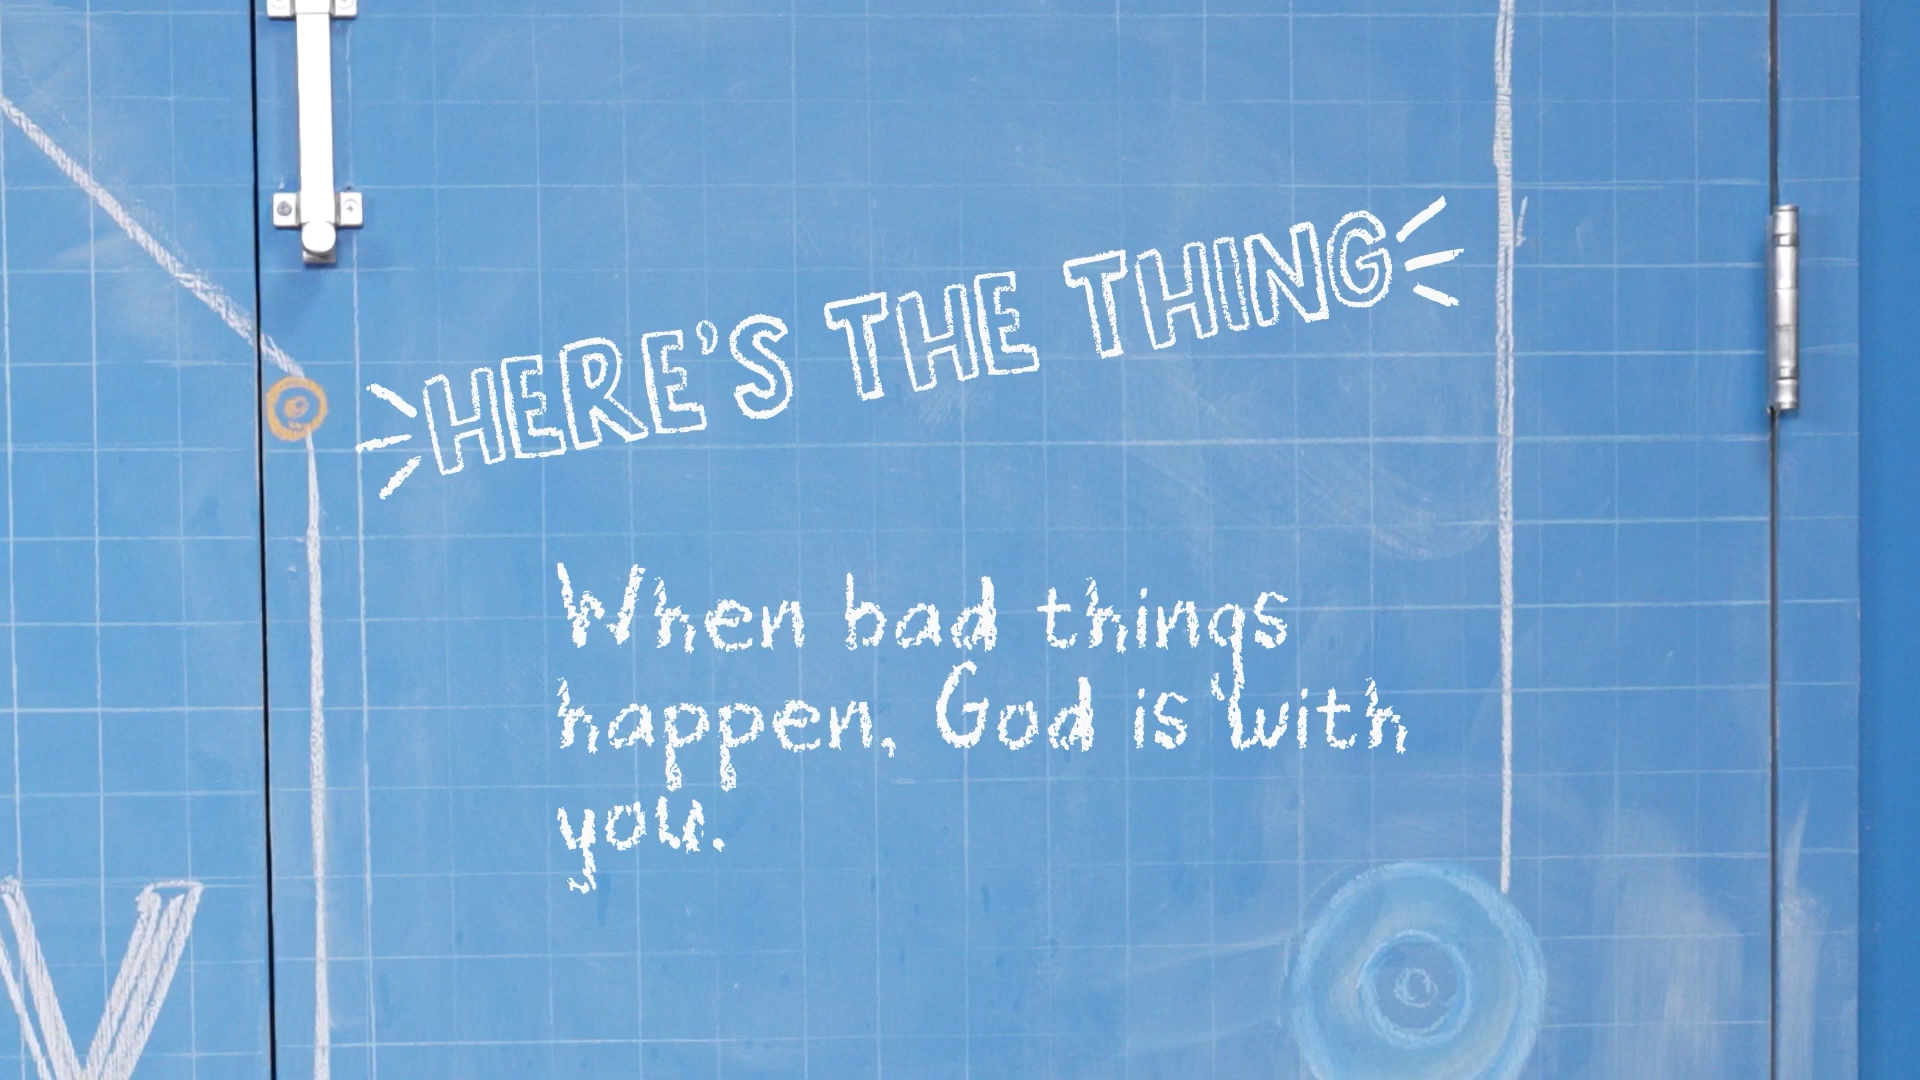 HERE'S THE THING
When bad things
happen, God is with
you.
V